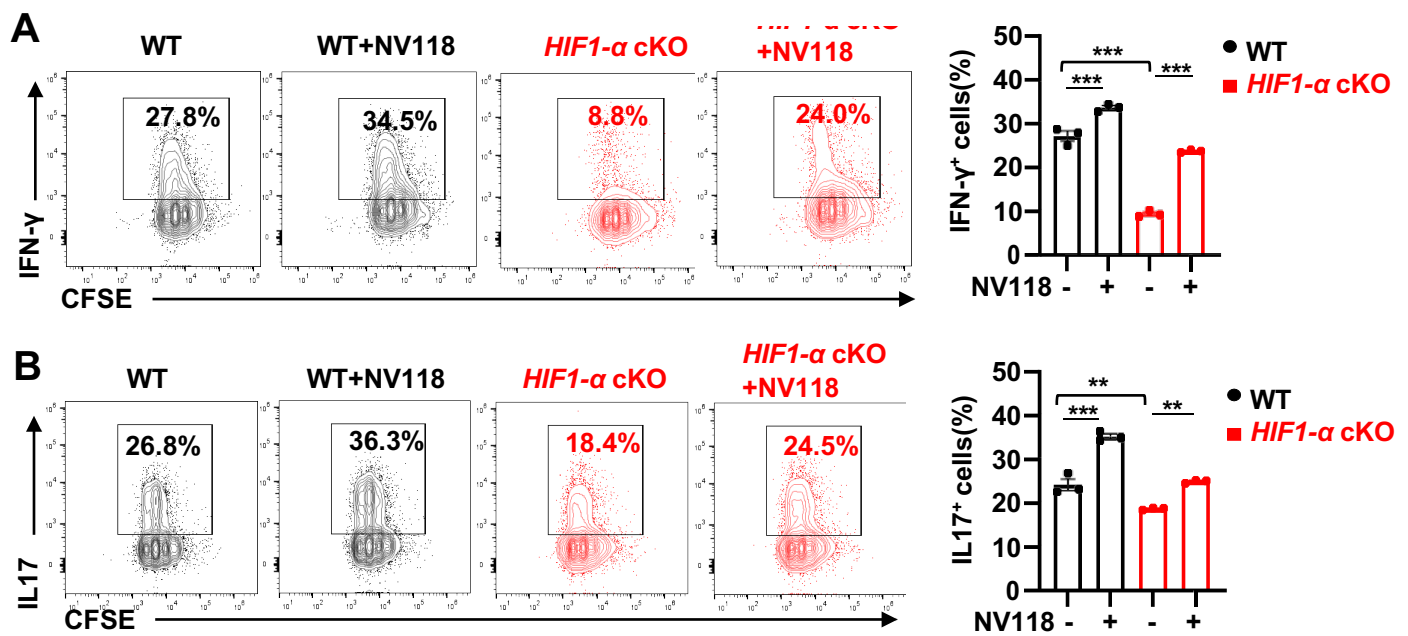 A
WT
WT+NV118
HIF1-α cKO
HIF1-α cKO
+NV118
27.8%
34.5%
8.8%
24.0%
IFN-γ
CFSE
IFN-γ+ cells(%)
50
40
30
20
10
0
***
***
***
WT
HIF1-α cKO
NV118 - + - +
B
WT
WT+NV118
HIF1-α cKO
HIF1-α cKO
+NV118
26.8%
36.3%
18.4%
24.5%
IL17
CFSE
IL17+ cells(%)
50
40
30
20
10
0
**
***
**
WT
HIF1-α cKO
NV118 - + - +